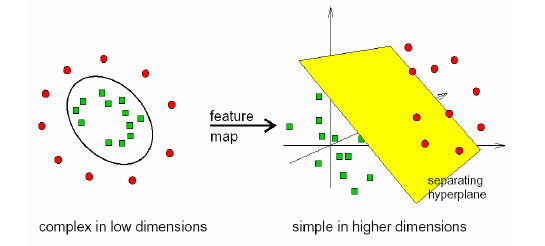 feature
map
separating
hyperplane
complex in low dimensions
simple in higher dimensions